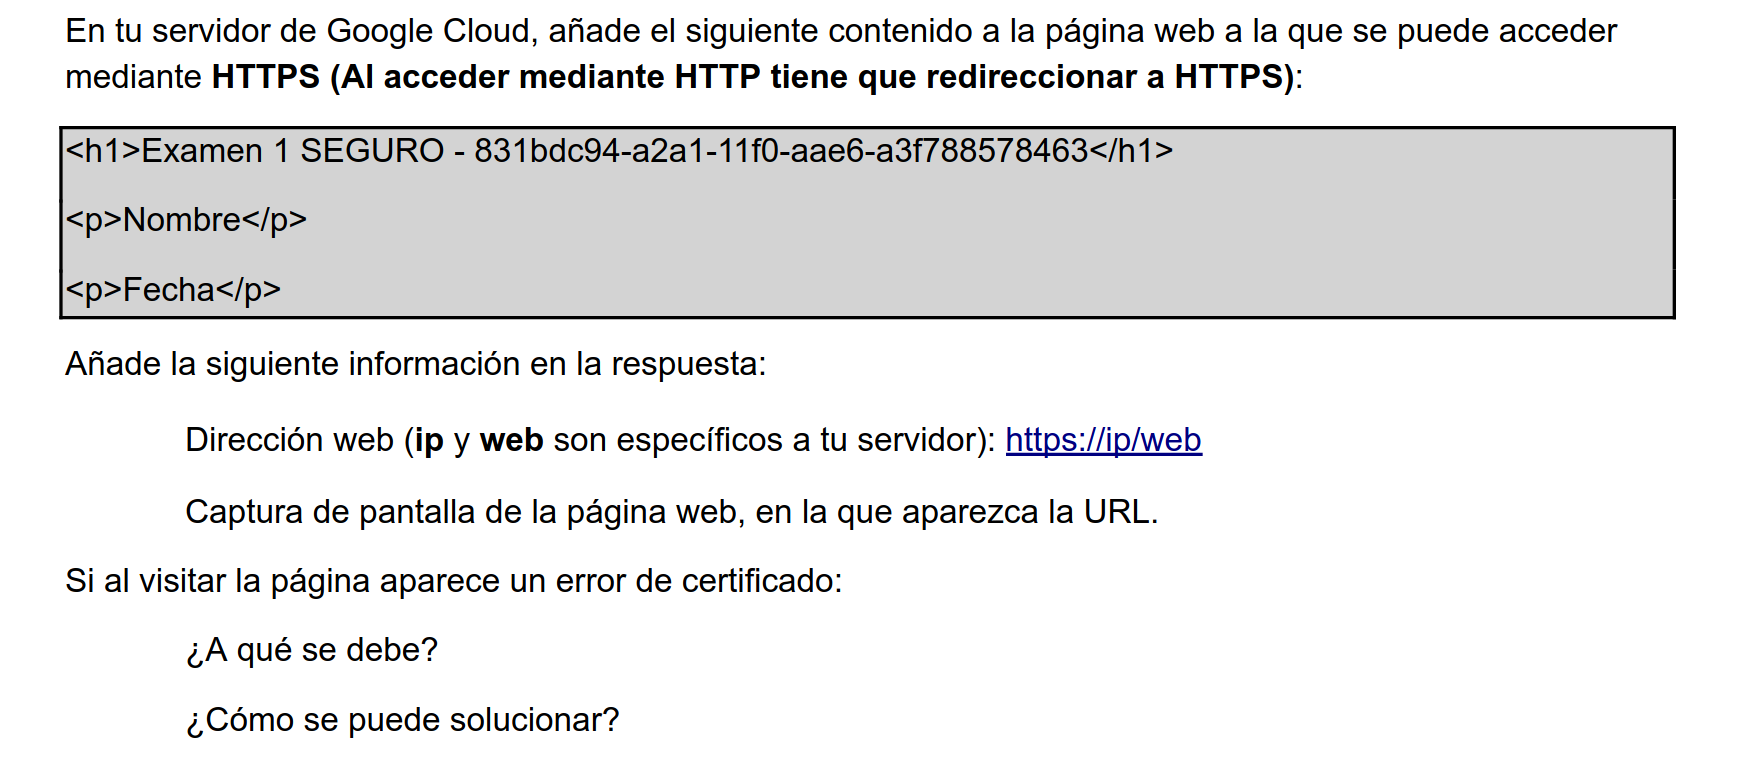 En tu servidor de Google Cloud, añade el siguiente contenido a la página web a la que se puede acceder
mediante HTTPS (Al acceder mediante HTTP tiene que redireccionar a HTTPS):
<h1>Examen 1 SEGURO - 831bdc94-a2a1-11f0-aae6-a3f788578463</h1>
<p>Nombre</p>
<p>Fecha</p>
Añade la siguiente información en la respuesta:
Dirección web (ip y web son específicos a tu servidor): https://ip/web
Captura de pantalla de la página web, en la que aparezca la URL.
Si al visitar la página aparece un error de certificado:
¿A qué se debe?
¿Cómo se puede solucionar?